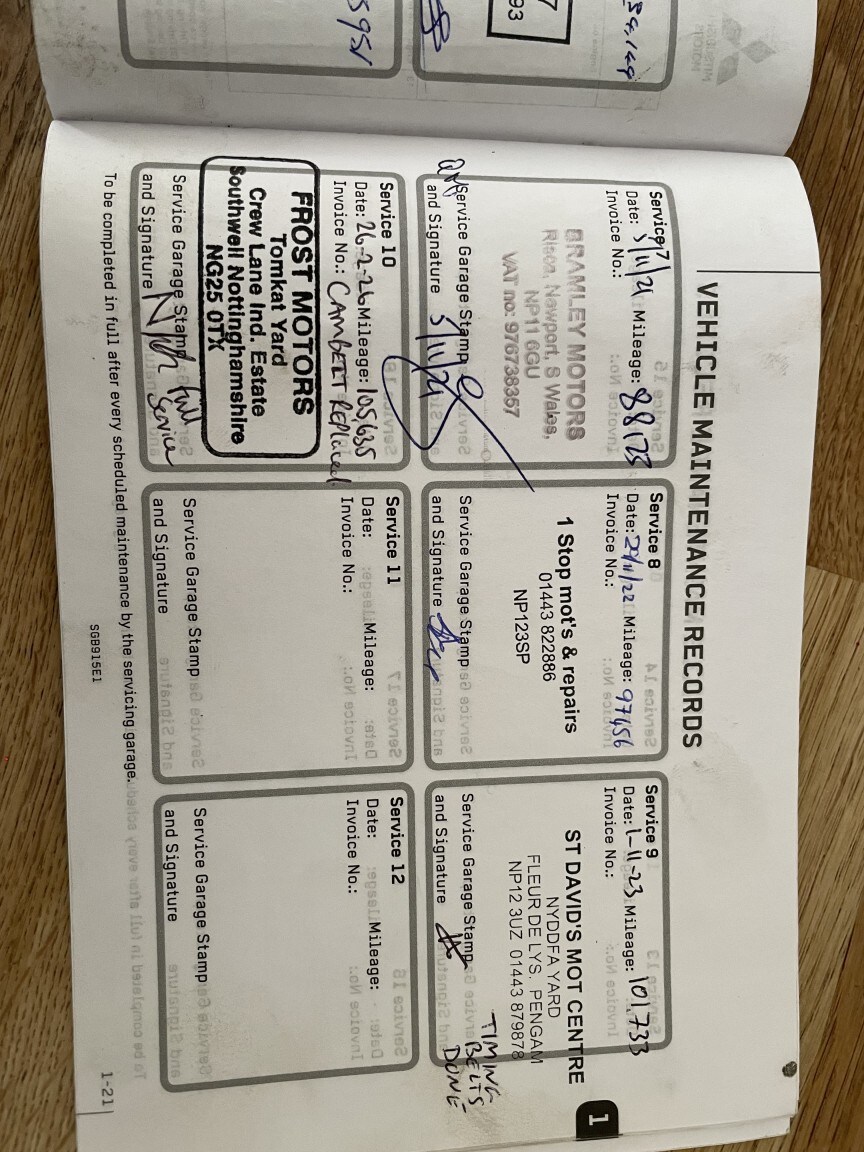 VEHICLE MAINTENANCE RECORDS
1
Service 7
Date: 5/11/21 Mileage: 88,173
Invoice No.:
BRAMLEY MOTORS
Risca, Newport, S Wales,
NP11 6GU
VAT no: 976738357
Service Garage Stamp
and Signature 5/11/21
Service 8
Date: 29/11/22 Mileage: 97456
Invoice No.:
1 Stop mot's & repairs
01443 822886
NP123SP
Service Garage Stamp
and Signature
Service 9
Date: 1-11-23 Mileage: 101,733
Invoice No.:
ST DAVID'S MOT CENTRE
NYDDFA YARD
FLEUR DE LYS, PENGAM
NP12 3UZ 01443 879878
Service Garage Stamp
and Signature
TIMING
BELTS
DONE
Service 10
Date: 26-2-26 Mileage: 105,635
Invoice No.: CAMBELT REPlaced
FROST MOTORS
Tomkat Yard
Crew Lane Ind. Estate
Southwell Nottinghamshire
NG25 0TX
Service Garage Stamp
and Signature
Full
Service
Service 11
Date: Mileage:
Invoice No.:
Service Garage Stamp
and Signature
Service 12
Date: Mileage:
Invoice No.:
Service Garage Stamp
and Signature
To be completed in full after every scheduled maintenance by the servicing garage.
SGB915E1
1-21